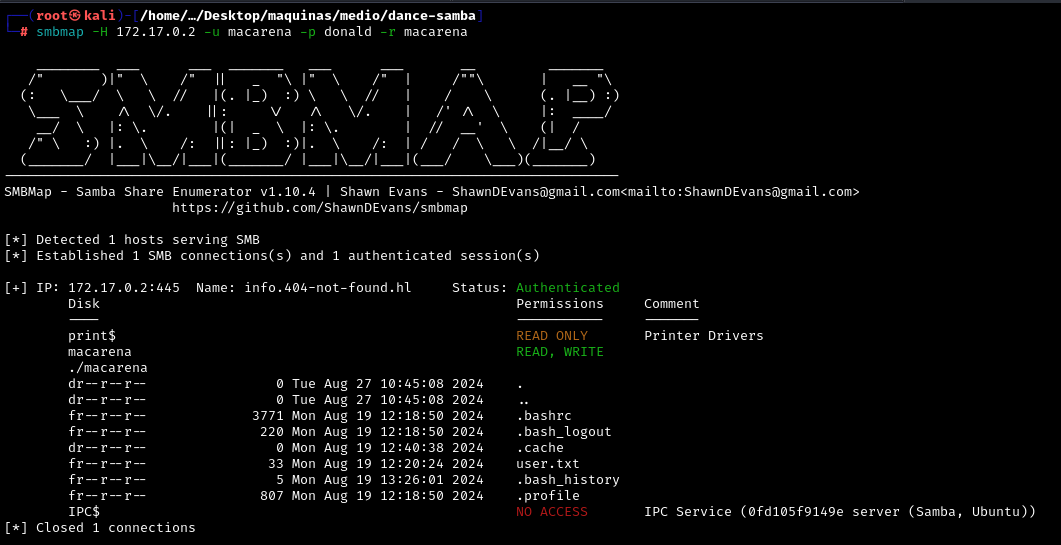 (root㉿kali)-[/home/…/Desktop/maquinas/medio/dance-samba]
# smbmap -H 172.17.0.2 -u macarena -p donald -r macarena
SMBMAP
SMBMap - Samba Share Enumerator v1.10.4 | Shawn Evans - ShawnDEvans@gmail.com<mailto:ShawnDEvans@gmail.com>
https://github.com/ShawnDEvans/smbmap
[*] Detected 1 hosts serving SMB
[*] Established 1 SMB connections(s) and 1 authenticated session(s)
[+] IP: 172.17.0.2:445 Name: info.404-not-found.hl Status: Authenticated
Disk Permissions Comment
---- ----------- -------
print$ READ ONLY Printer Drivers
macarena READ, WRITE
./macarena
dr--r--r-- 0 Tue Aug 27 10:45:08 2024 .
dr--r--r-- 0 Tue Aug 27 10:45:08 2024 ..
fr--r--r-- 3771 Mon Aug 19 12:18:50 2024 .bashrc
fr--r--r-- 220 Mon Aug 19 12:18:50 2024 .bash_logout
dr--r--r-- 0 Mon Aug 19 12:40:38 2024 .cache
fr--r--r-- 33 Mon Aug 19 12:20:24 2024 user.txt
fr--r--r-- 5 Mon Aug 19 13:26:01 2024 .bash_history
fr--r--r-- 807 Mon Aug 19 12:18:50 2024 .profile
IPC$ NO ACCESS IPC Service (0fd105f9149e server (Samba, Ubuntu))
[*] Closed 1 connections